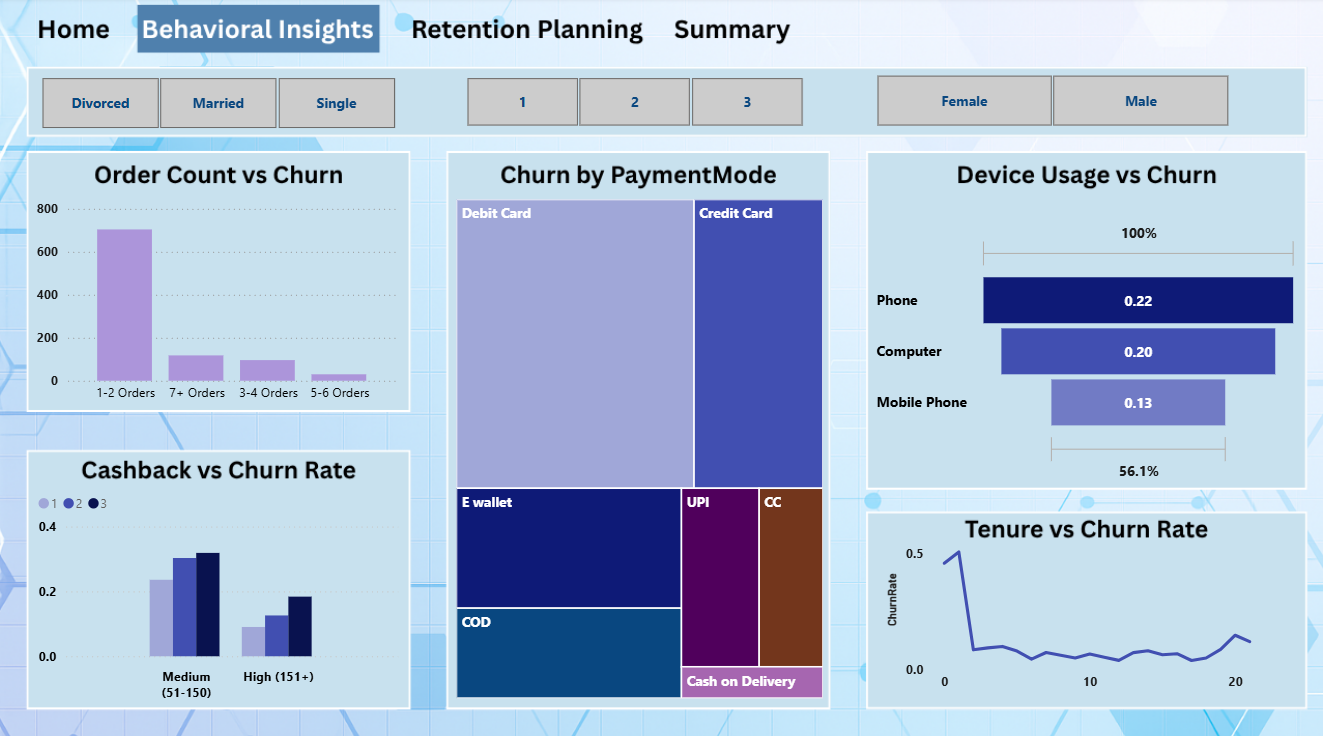 Home
Behavioral Insights
Retention Planning
Summary
Divorced
Married
Single
1
2
3
Female
Male
Order Count vs Churn
800
600
400
200
0
1-2 Orders
7+ Orders
3-4 Orders
5-6 Orders
Cashback vs Churn Rate
1
2
3
0.4
0.2
0.0
Medium
(51-150)
High (151+)
Churn by PaymentMode
Debit Card
Credit Card
E wallet
UPI
CC
COD
Cash on Delivery
Device Usage vs Churn
100%
Phone
0.22
Computer
0.20
Mobile Phone
0.13
56.1%
Tenure vs Churn Rate
0.5
ChurnRate
0.0
0
10
20